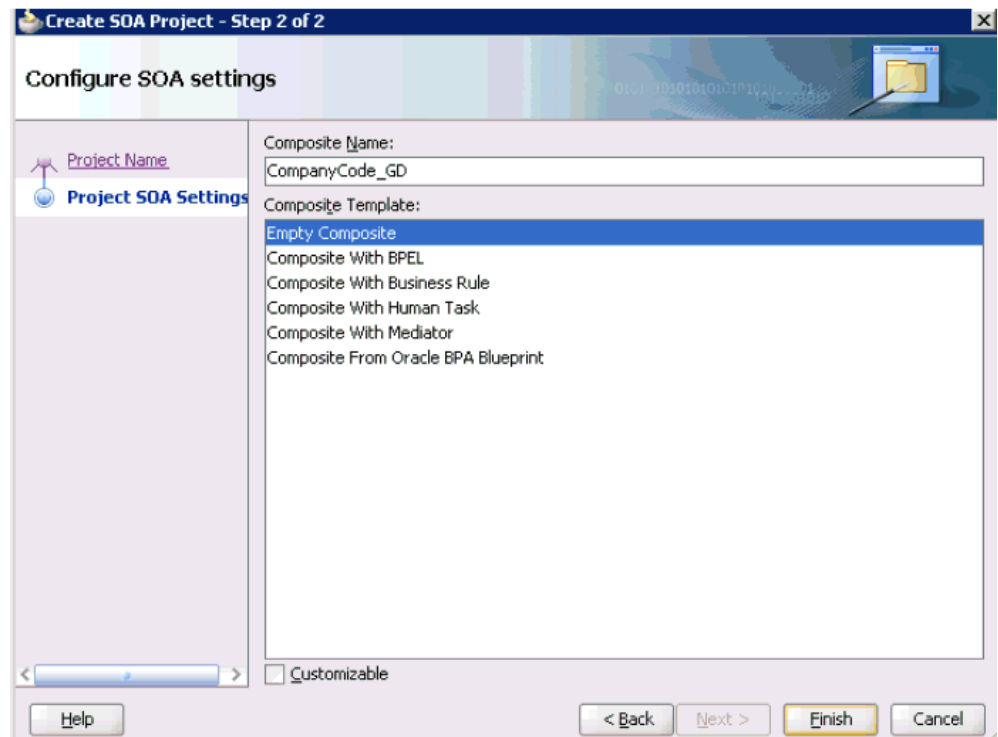 Create SOA Project - Step 2 of 2
Configure SOA settings
Project Name
Project SOA Settings
Composite Name:
CompanyCode_GD
Composite Template:
Empty Composite
Composite With BPEL
Composite With Business Rule
Composite With Human Task
Composite With Mediator
Composite From Oracle BPA Blueprint
Customizable
Help
< Back
Next >
Finish
Cancel